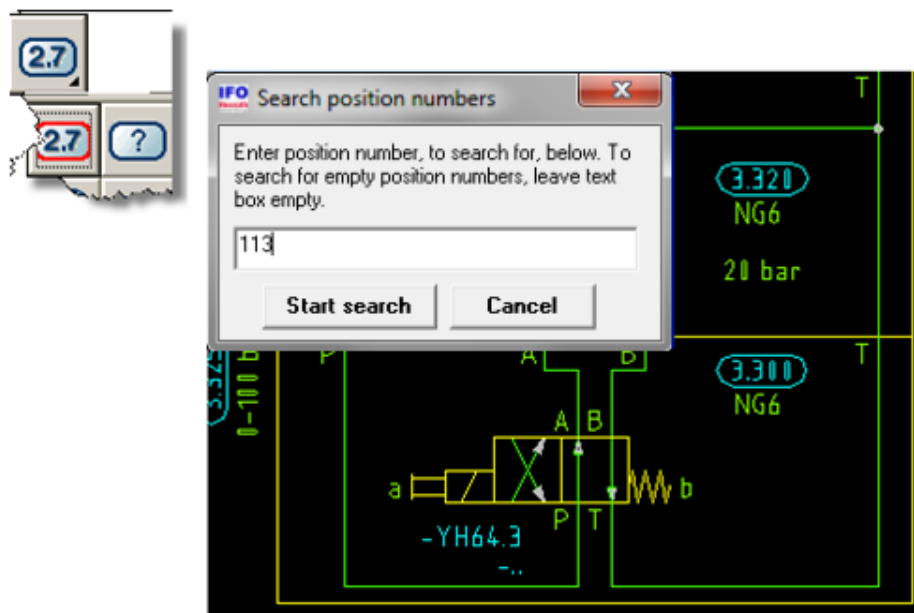 2.7
2.7 ?
IFO Search position numbers
x
Enter position number, to search for, below. To
search for empty position numbers, leave text
box empty.
113
Start search Cancel
T
3.320
NG6
20 bar
P A B T
3.300
NG6
0-100 b
A B
a b
P T
-YH64.3
-..